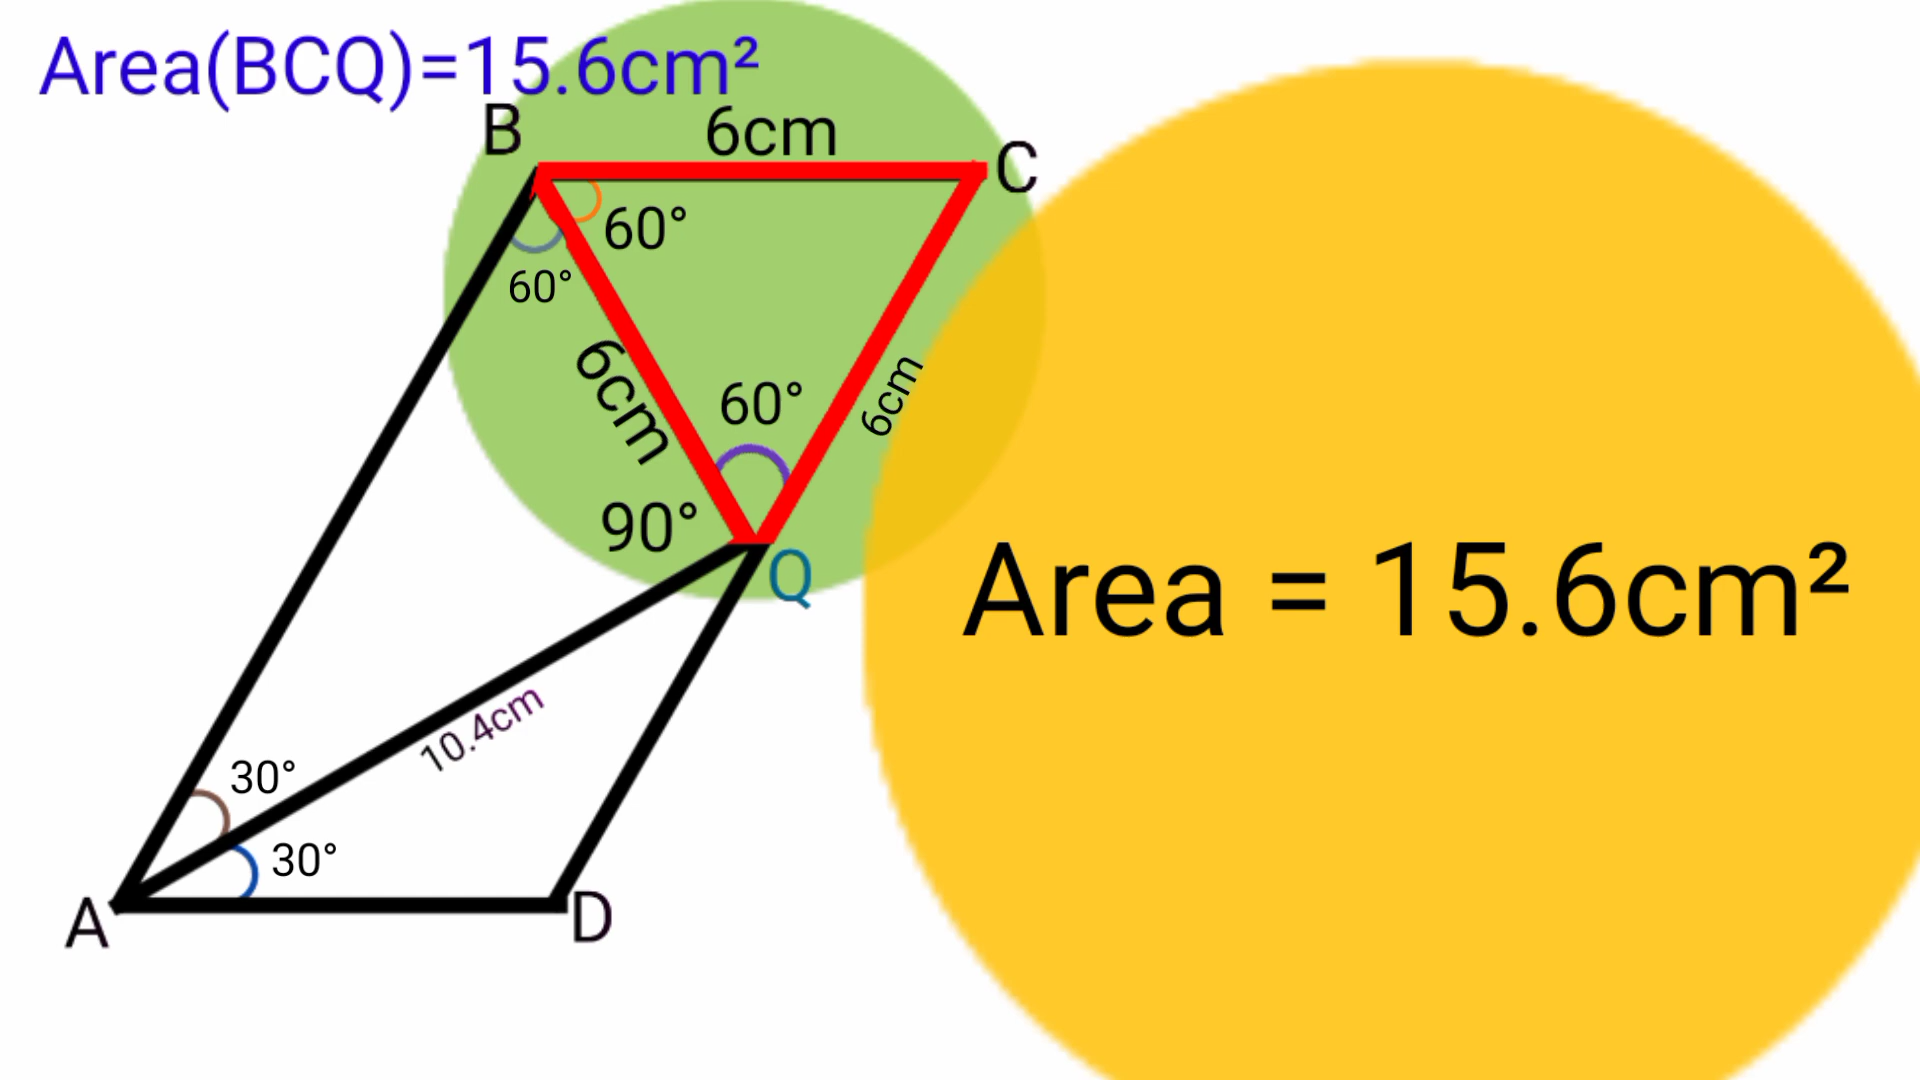 Area(BCQ)=15.6cm²
B
6cm
C
60°
60°
6cm
60°
6cm
90°
Q
Area = 15.6cm²
10.4cm
30°
30°
A
D